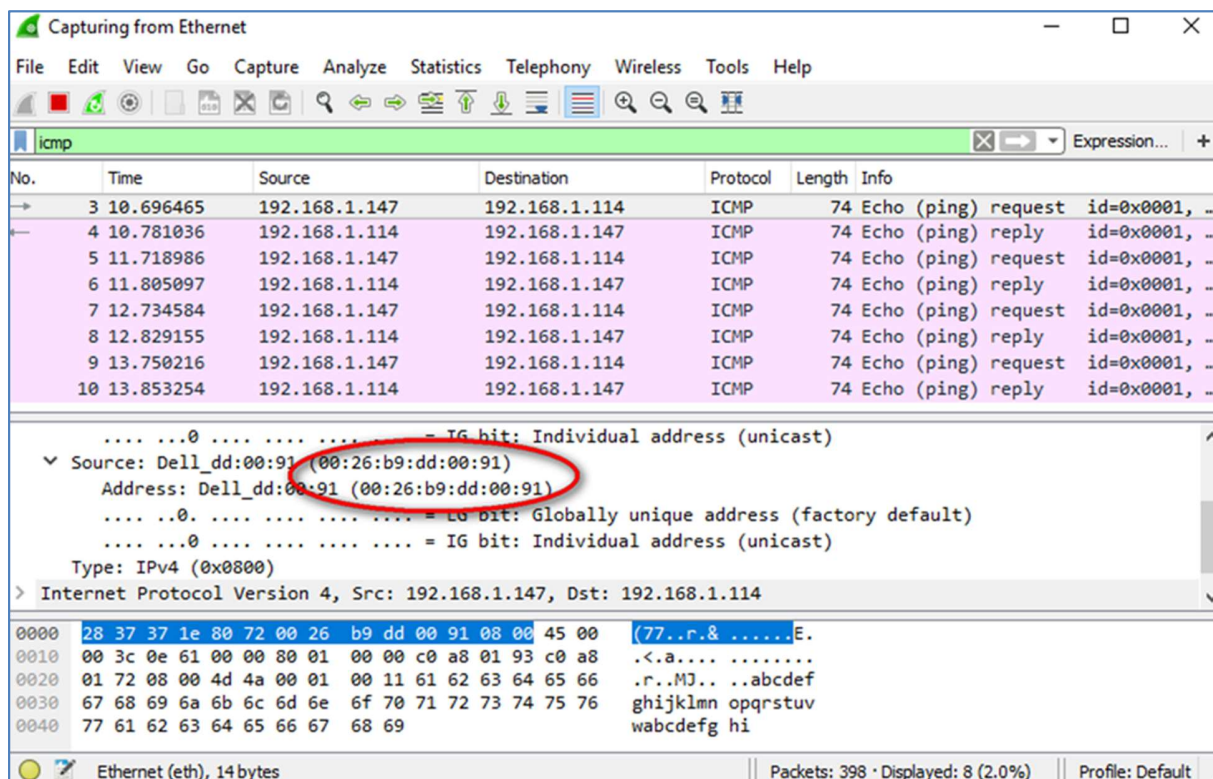 Capturing from Ethernet
File Edit View Go Capture Analyze Statistics Telephony Wireless Tools Help
icmp Expression... +
No. Time Source Destination Protocol Length Info
3 10.696465 192.168.1.147 192.168.1.114 ICMP 74 Echo (ping) request id=0x0001, …
4 10.781036 192.168.1.114 192.168.1.147 ICMP 74 Echo (ping) reply id=0x0001, …
5 11.718986 192.168.1.147 192.168.1.114 ICMP 74 Echo (ping) request id=0x0001, …
6 11.805097 192.168.1.114 192.168.1.147 ICMP 74 Echo (ping) reply id=0x0001, …
7 12.734584 192.168.1.147 192.168.1.114 ICMP 74 Echo (ping) request id=0x0001, …
8 12.829155 192.168.1.114 192.168.1.147 ICMP 74 Echo (ping) reply id=0x0001, …
9 13.750216 192.168.1.147 192.168.1.114 ICMP 74 Echo (ping) request id=0x0001, …
10 13.853254 192.168.1.114 192.168.1.147 ICMP 74 Echo (ping) reply id=0x0001, …
.... ...0 .... .... .... .... = IG bit: Individual address (unicast)
Source: Dell_dd:00:91 (00:26:b9:dd:00:91)
Address: Dell_dd:00:91 (00:26:b9:dd:00:91)
.... ..0. .... .... .... .... = LG bit: Globally unique address (factory default)
.... ...0 .... .... .... .... = IG bit: Individual address (unicast)
Type: IPv4 (0x0800)
> Internet Protocol Version 4, Src: 192.168.1.147, Dst: 192.168.1.114
0000 28 37 37 1e 80 72 00 26 b9 dd 00 91 08 00 45 00 (77..r.& ......E.
0010 00 3c 0e 61 00 00 80 01 00 00 c0 a8 01 93 c0 a8 .<.a.... ........
0020 01 72 08 00 4d 4a 00 01 00 11 61 62 63 64 65 66 .r..MJ.. ..abcdef
0030 67 68 69 6a 6b 6c 6d 6e 6f 70 71 72 73 74 75 76 ghijklmn opqrstuv
0040 77 61 62 63 64 65 66 67 68 69 wabcdefg hi
Ethernet (eth), 14 bytes Packets: 398 · Displayed: 8 (2.0%) Profile: Default